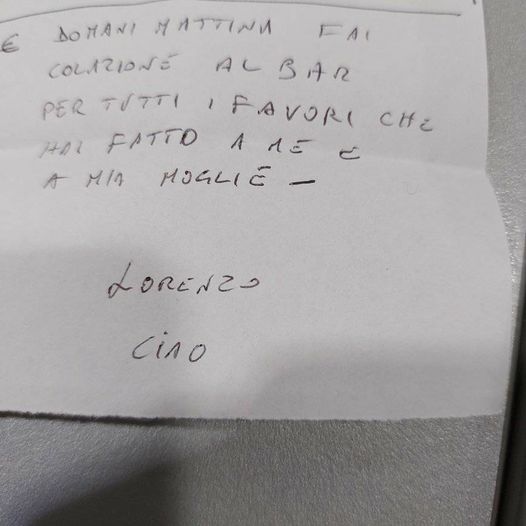 E DOMANI MATTINA FAI
COLAZIONE AL BAR
PER TUTTI I FAVORI CHE
HAI FATTO A ME E
A MIA MOGLIE –
LORENZO
CIAO